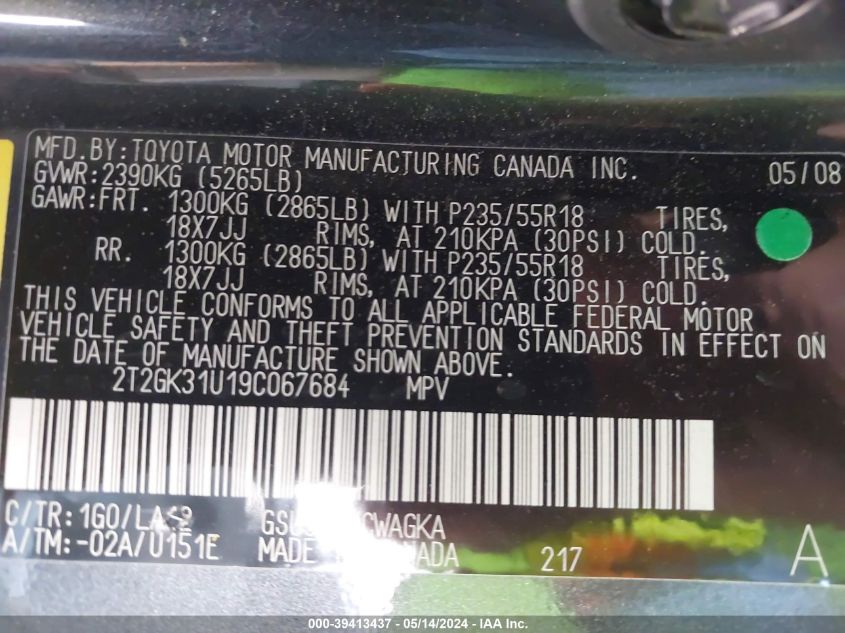 MFD.BY:TOYOTA MOTOR MANUFACTURING CANADA INC. 05/08
GVWR:2390KG (5265LB)
GAWR:FRT. 1300KG (2865LB) WITH P235/55R18 TIRES,
18X7JJ RIMS, AT 210KPA (30PSI) COLD.
RR. 1300KG (2865LB) WITH P235/55R18 TIRES,
18X7JJ RIMS, AT 210KPA (30PSI) COLD.
THIS VEHICLE CONFORMS TO ALL APPLICABLE FEDERAL MOTOR
VEHICLE SAFETY AND THEFT PREVENTION STANDARDS IN EFFECT ON
THE DATE OF MANUFACTURE SHOWN ABOVE.
2T2GK31U19C067684 MPV
C/TR:1G0/
A/TM:-02A/U151E MADE 217 A
000-39413437 - 05/14/2024 - IAA Inc.